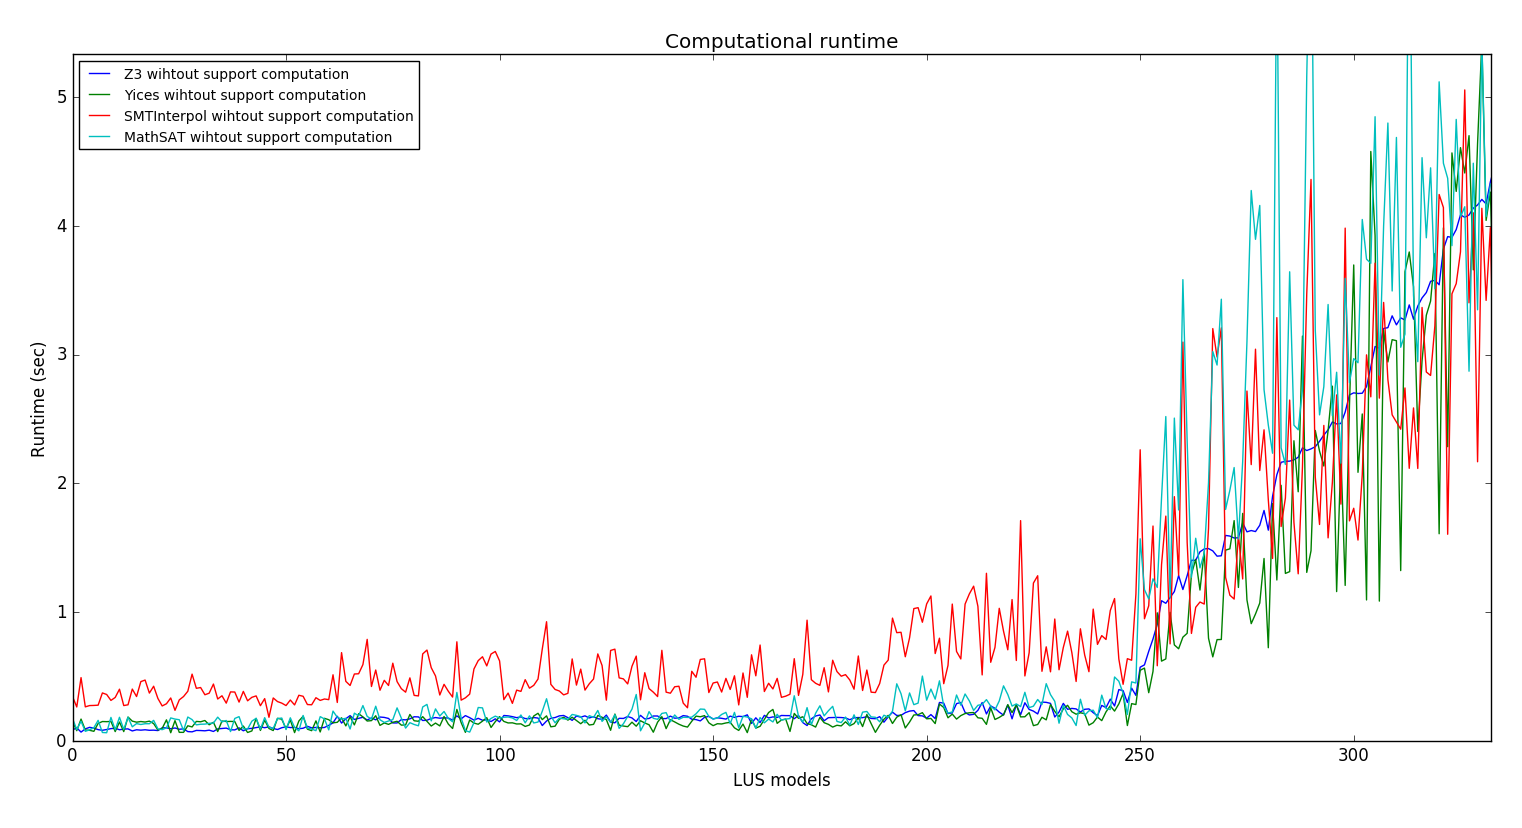 Computational runtime
Z3 wihtout support computation
Yices wihtout support computation
SMTInterpol wihtout support computation
MathSAT wihtout support computation
Runtime (sec)
5
4
3
2
1
0
0 50 100 150 200 250 300
LUS models